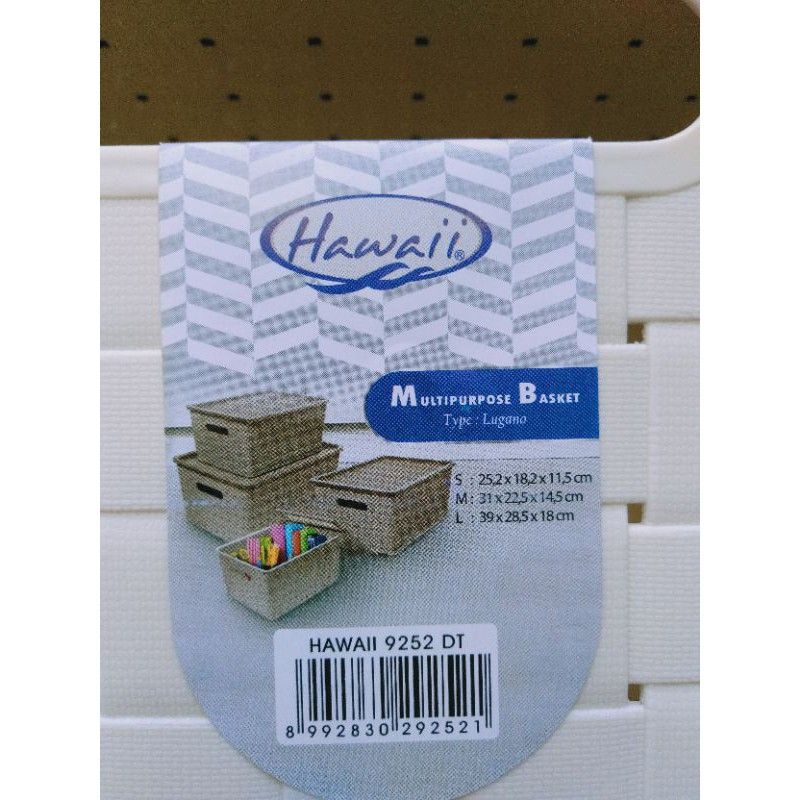 Hawaii®
MULTIPURPOSE BASKET
Type : Lugano
S : 25,2 x 18,2 x 11,5 cm
M : 31 x 22,5 x 14,5 cm
L : 39 x 28,5 x 18 cm
HAWAII 9252 DT
8 992830 292521